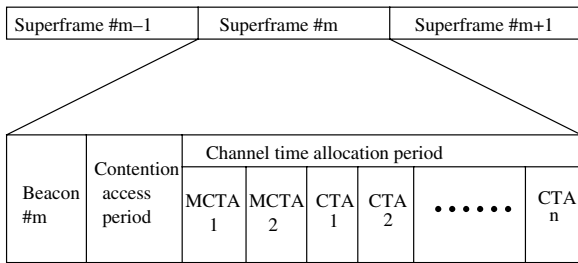 Superframe #m–1 Superframe #m Superframe #m+1
Channel time allocation period
Beacon
#m
Contention
access
period
MCTA
1
MCTA
2
CTA
1
CTA
2
••••••
CTA
n